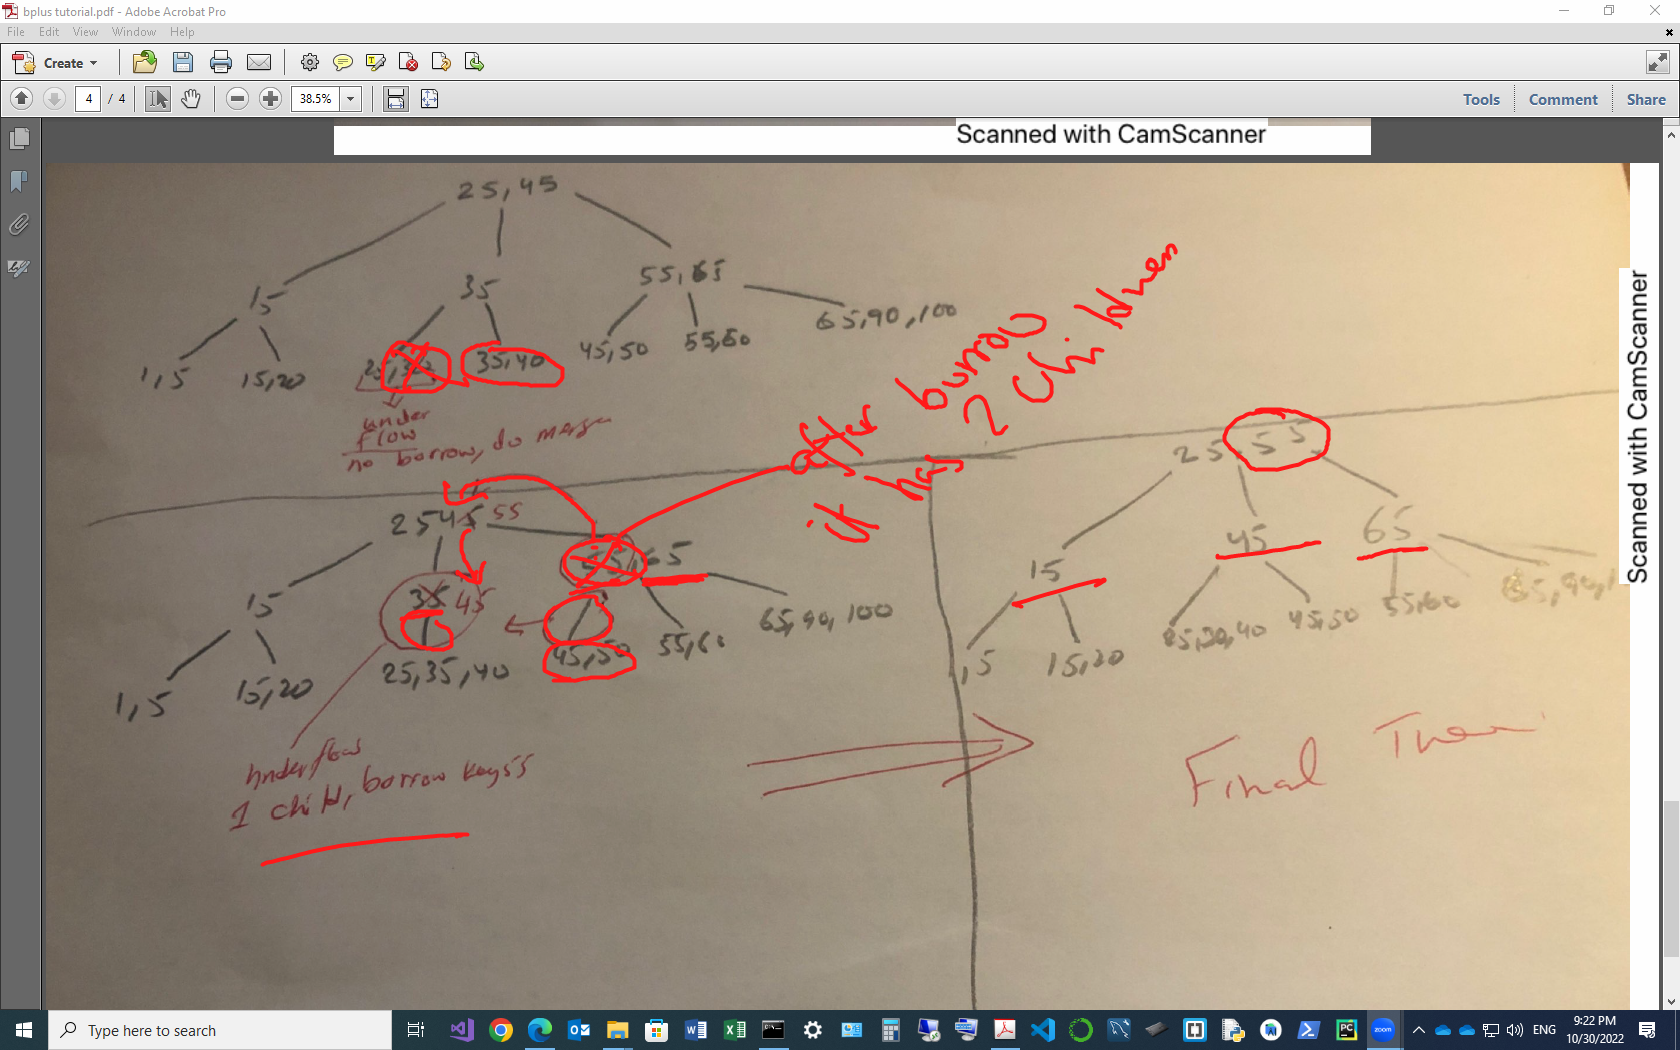 bplus tutorial.pdf - Adobe Acrobat Pro
File Edit View Window Help
Create
4 / 4
38.5%
Tools Comment Share
Scanned with CamScanner
25,45
15
35
55,65
1,5
15,20
35,40
45,50
55,60
65,90,100
under
flow
no borrow, do merge
after borrow
it has 2 children
25 45 55
15
35 45
65
1,5
15,20
25,35,40
45,50
55,60
65,90,100
underflow
1 child, borrow key 55
25,55
15
45
65
,5
15,20
25,30,40
45,50
55,60
65,90,1
Final Tree
Scanned with CamScanner
Type here to search
ENG
9:22 PM
10/30/2022
zoom